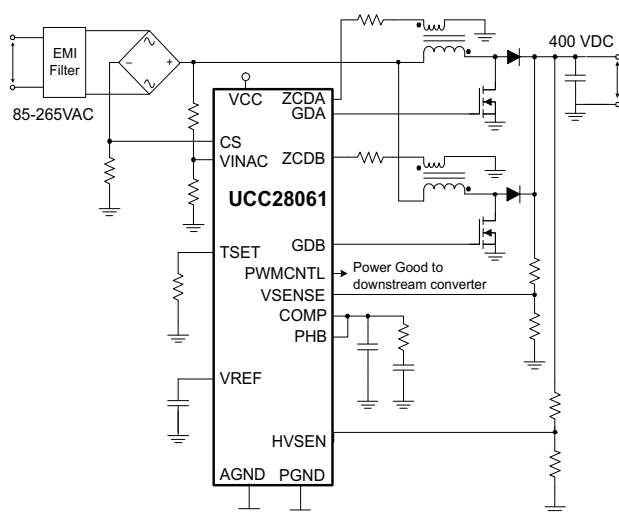 EMI
Filter
85-265VAC
400 VDC
VCC
ZCDA
GDA
CS
VINAC
ZCDB
UCC28061
TSET
GDB
PWMCNTL
Power Good to
downstream converter
VSENSE
COMP
PHB
VREF
HVSEN
AGND
PGND